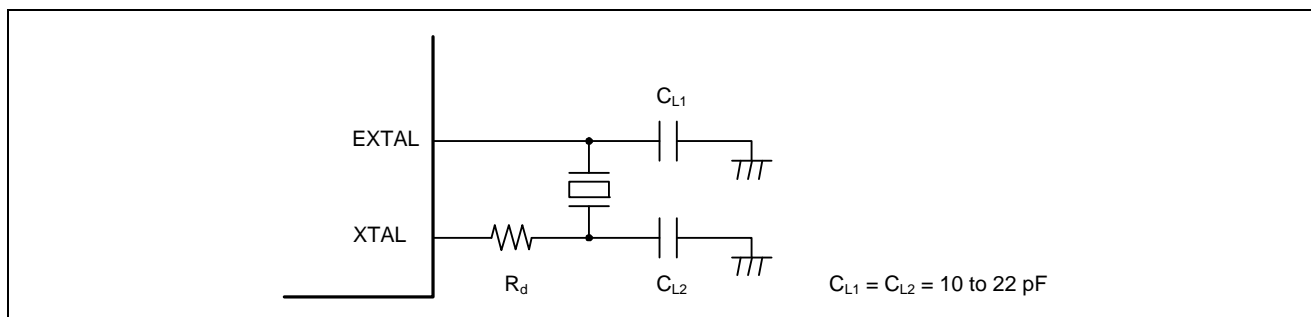 C_L1
EXTAL
XTAL
R_d
C_L2
C_L1 = C_L2 = 10 to 22 pF